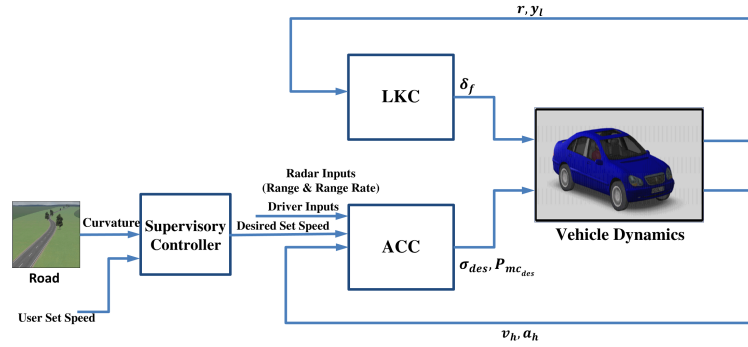 r, y_l
LKC
δ_f
Radar Inputs
(Range & Range Rate)
Driver Inputs
Curvature
Supervisory
Controller
Desired Set Speed
ACC
Vehicle Dynamics
Road
σ_des, P_mc_des
User Set Speed
v_h, a_h